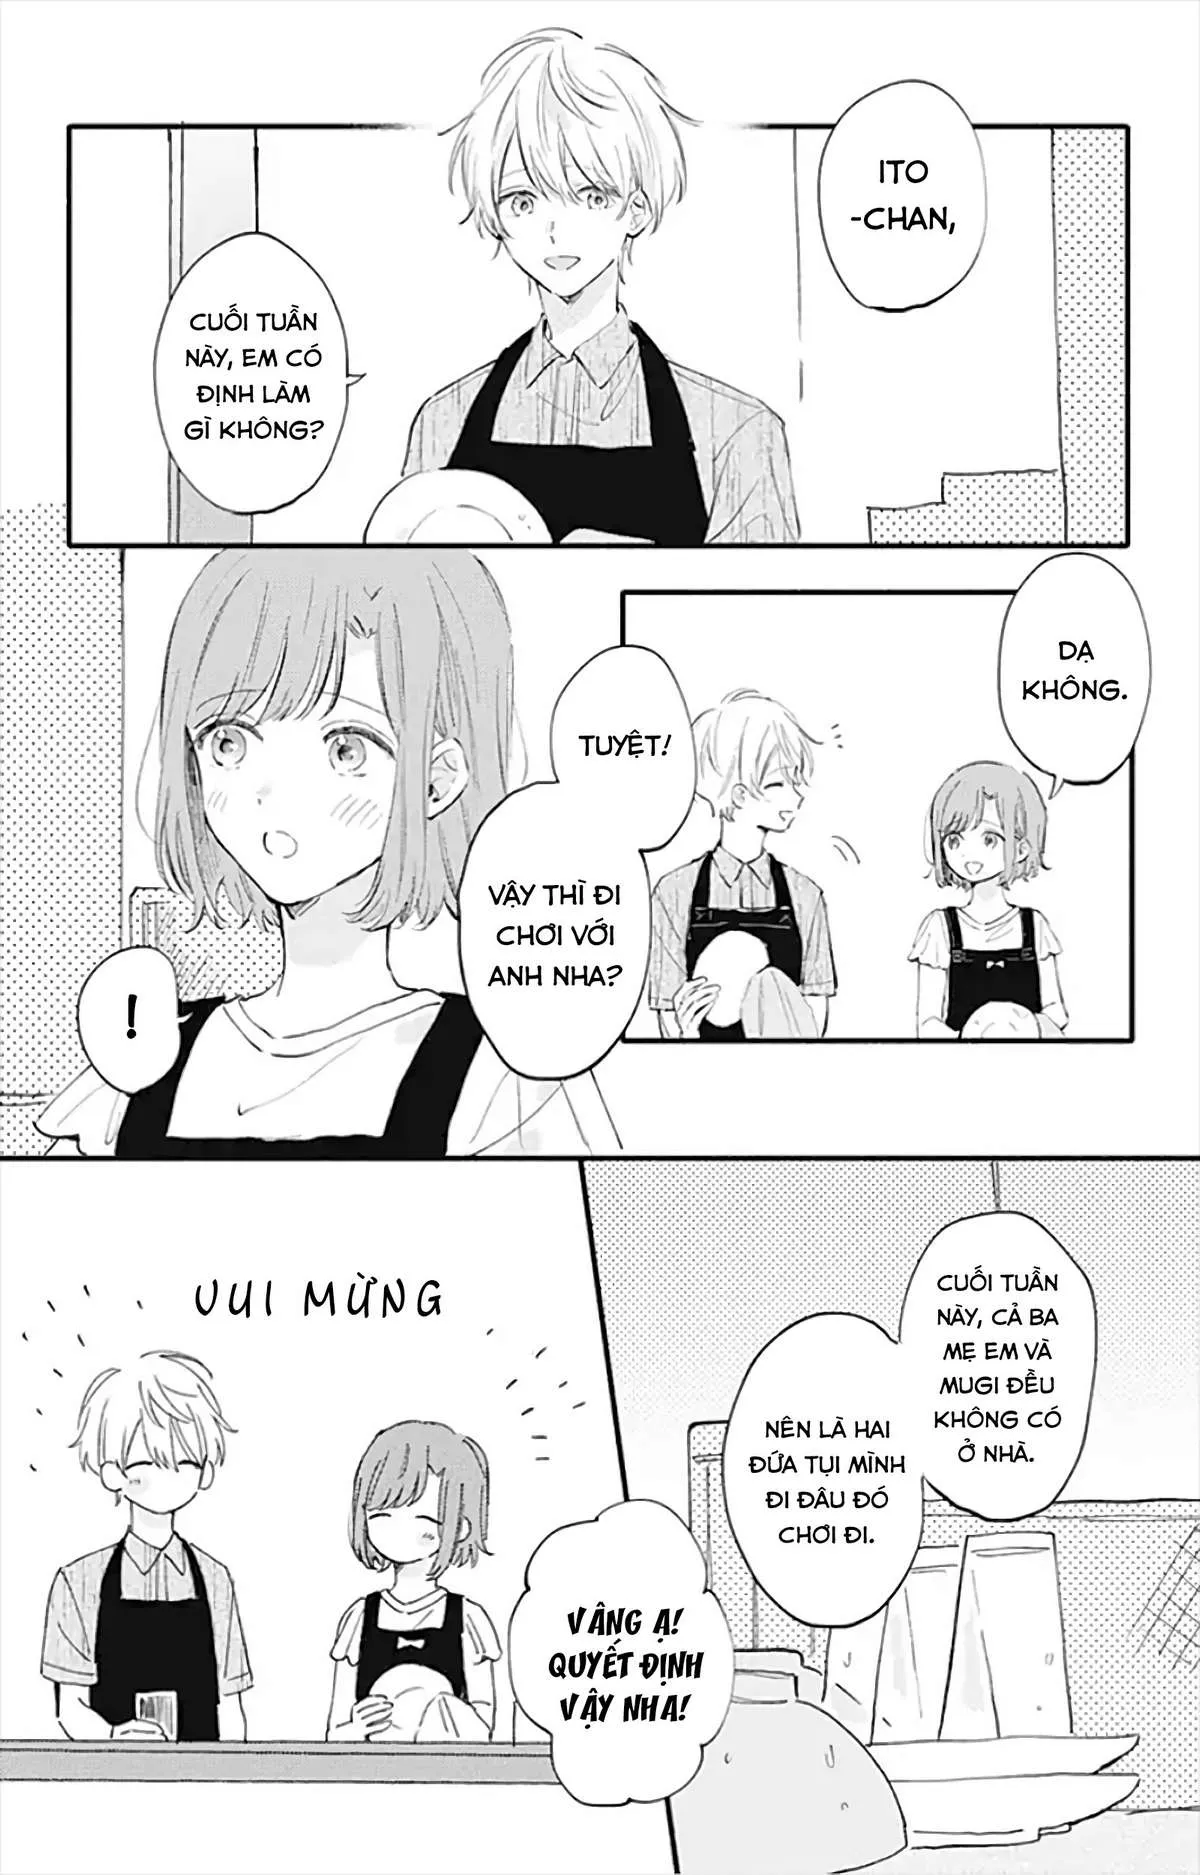 ITO
-CHAN,
CUỐI TUẦN
NÀY, EM CÓ
ĐỊNH LÀM
GÌ KHÔNG?
DẠ
KHÔNG.
TUYỆT!
VẬY THÌ ĐI
CHƠI VỚI
ANH NHA?
!
CUỐI TUẦN
NÀY, CẢ BA
MẸ EM VÀ
MUGI ĐỀU
KHÔNG CÓ
Ở NHÀ.
NÊN LÀ HAI
ĐỨA TỤI MÌNH
ĐI ĐÂU ĐÓ
CHƠI ĐI.
VUI MỪNG
VÂNG Ạ!
QUYẾT ĐỊNH
VẬY NHA!